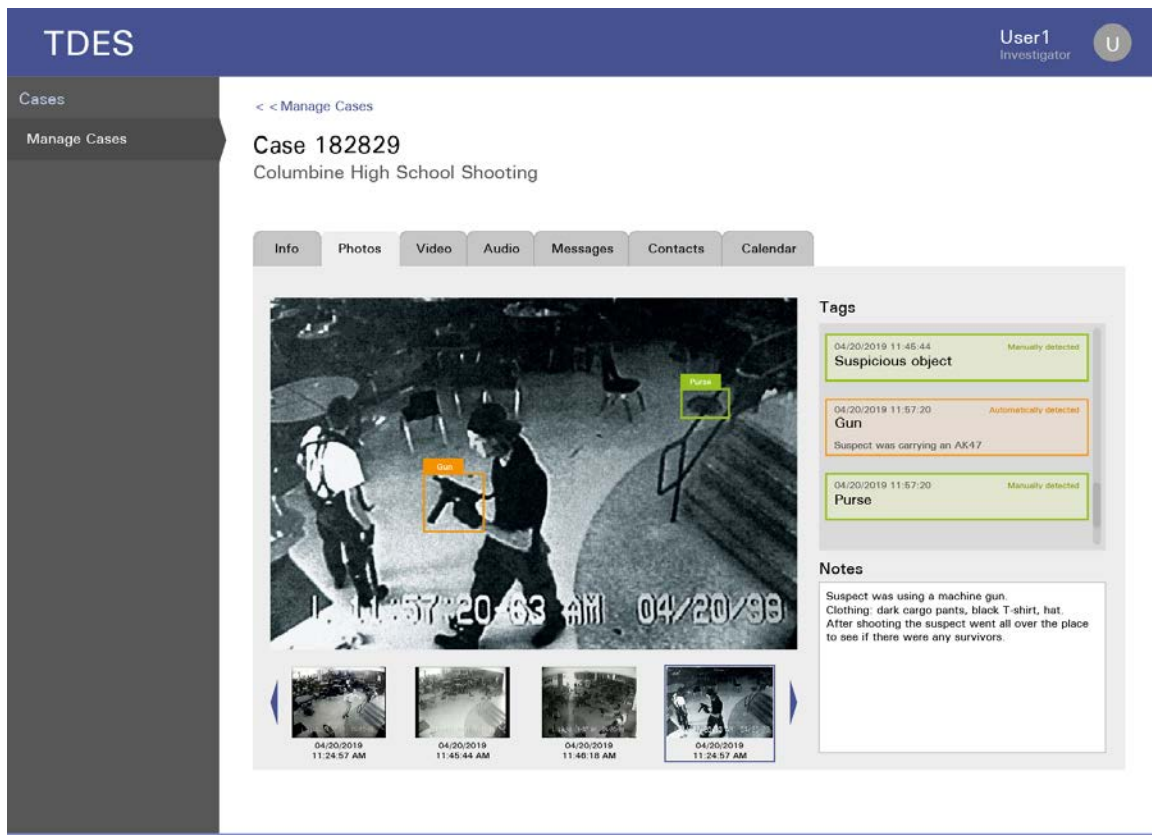 TDES
User1
Investigator
U
Cases
Manage Cases
< < Manage Cases
Case 182829
Columbine High School Shooting
Info
Photos
Video
Audio
Messages
Contacts
Calendar
Purse
Gun
11:57:20-63 AM 04/20/99
04/20/2019
11:24:57 AM
04/20/2019
11:45:44 AM
04/20/2019
11:46:18 AM
04/20/2019
11:24:57 AM
Tags
04/20/2019 11:45:44 Manually detected
Suspicious object
04/20/2019 11:57:20 Automatically detected
Gun
Suspect was carrying an AK47
04/20/2019 11:57:20 Manually detected
Purse
Notes
Suspect was using a machine gun.
Clothing: dark cargo pants, black T-shirt, hat.
After shooting the suspect went all over the place
to see if there were any survivors.